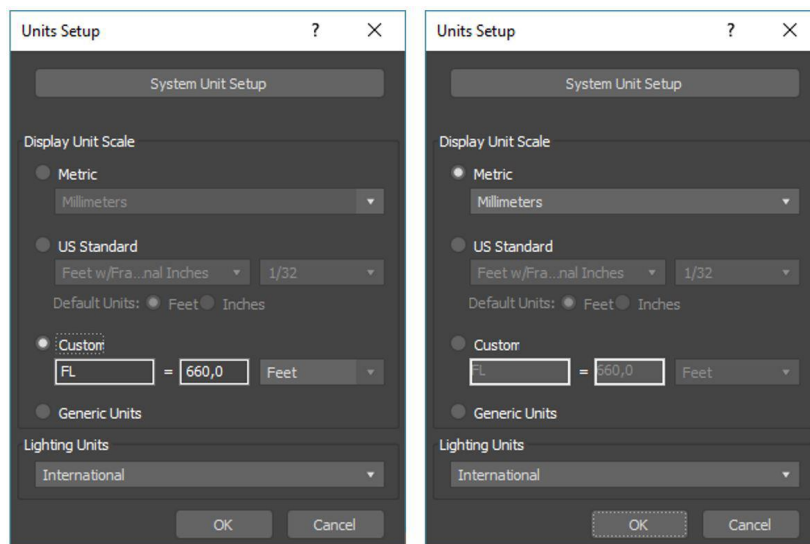 Units Setup ?
System Unit Setup
Display Unit Scale
Metric
Millimeters
US Standard
Feet w/Fra...nal Inches 1/32
Default Units: Feet Inches
Custom
FL = 660,0 Feet
Generic Units
Lighting Units
International
OK Cancel
Units Setup ?
System Unit Setup
Display Unit Scale
Metric
Millimeters
US Standard
Feet w/Fra...nal Inches 1/32
Default Units: Feet Inches
Custom
FL = 660,0 Feet
Generic Units
Lighting Units
International
OK Cancel